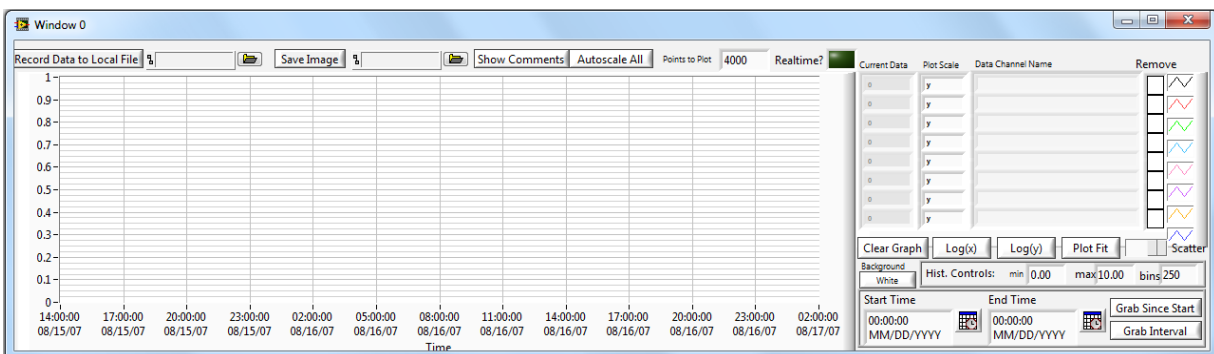 Window 0
Record Data to Local File Save Image Show Comments Autoscale All Points to Plot 4000 Realtime?
Current Data Plot Scale Data Channel Name Remove
0 y
0 y
0 y
0 y
0 y
0 y
0 y
0 y
1
0.9
0.8
0.7
0.6
0.5
0.4
0.3
0.2
0.1
0
14:00:00 17:00:00 20:00:00 23:00:00 02:00:00 05:00:00 08:00:00 11:00:00 14:00:00 17:00:00 20:00:00 23:00:00 02:00:00
08/15/07 08/15/07 08/15/07 08/15/07 08/16/07 08/16/07 08/16/07 08/16/07 08/16/07 08/16/07 08/16/07 08/16/07 08/17/07
Time
Clear Graph Log(x) Log(y) Plot Fit Scatter
Background
White
Hist. Controls: min 0.00 max 10.00 bins 250
Start Time End Time
00:00:00 00:00:00
MM/DD/YYYY MM/DD/YYYY
Grab Since Start
Grab Interval